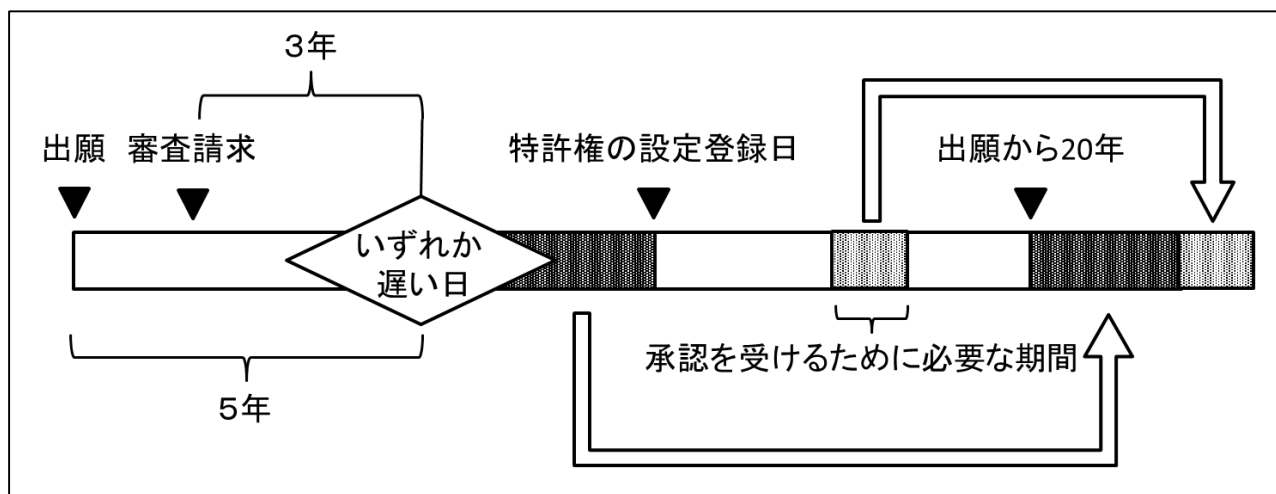 ３年
出願
審査請求
特許権の設定登録日
出願から20年
いずれか
遅い日
承認を受けるために必要な期間
５年